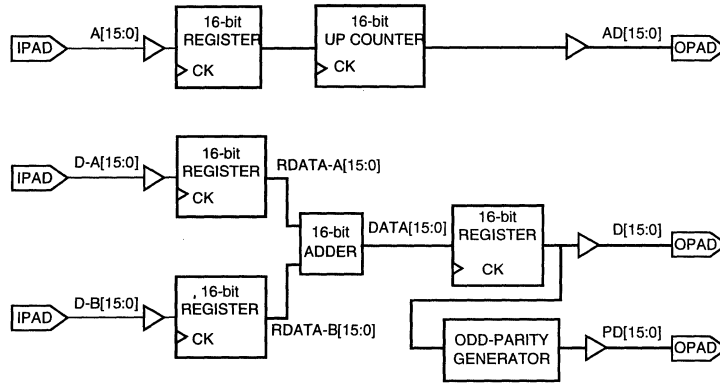 IPAD
A[15:0]
16-bit
REGISTER
CK
16-bit
UP COUNTER
CK
AD[15:0]
OPAD
IPAD
D-A[15:0]
16-bit
REGISTER
CK
RDATA-A[15:0]
16-bit
ADDER
DATA[15:0]
16-bit
REGISTER
CK
D[15:0]
OPAD
IPAD
D-B[15:0]
16-bit
REGISTER
CK
RDATA-B[15:0]
ODD-PARITY
GENERATOR
PD[15:0]
OPAD